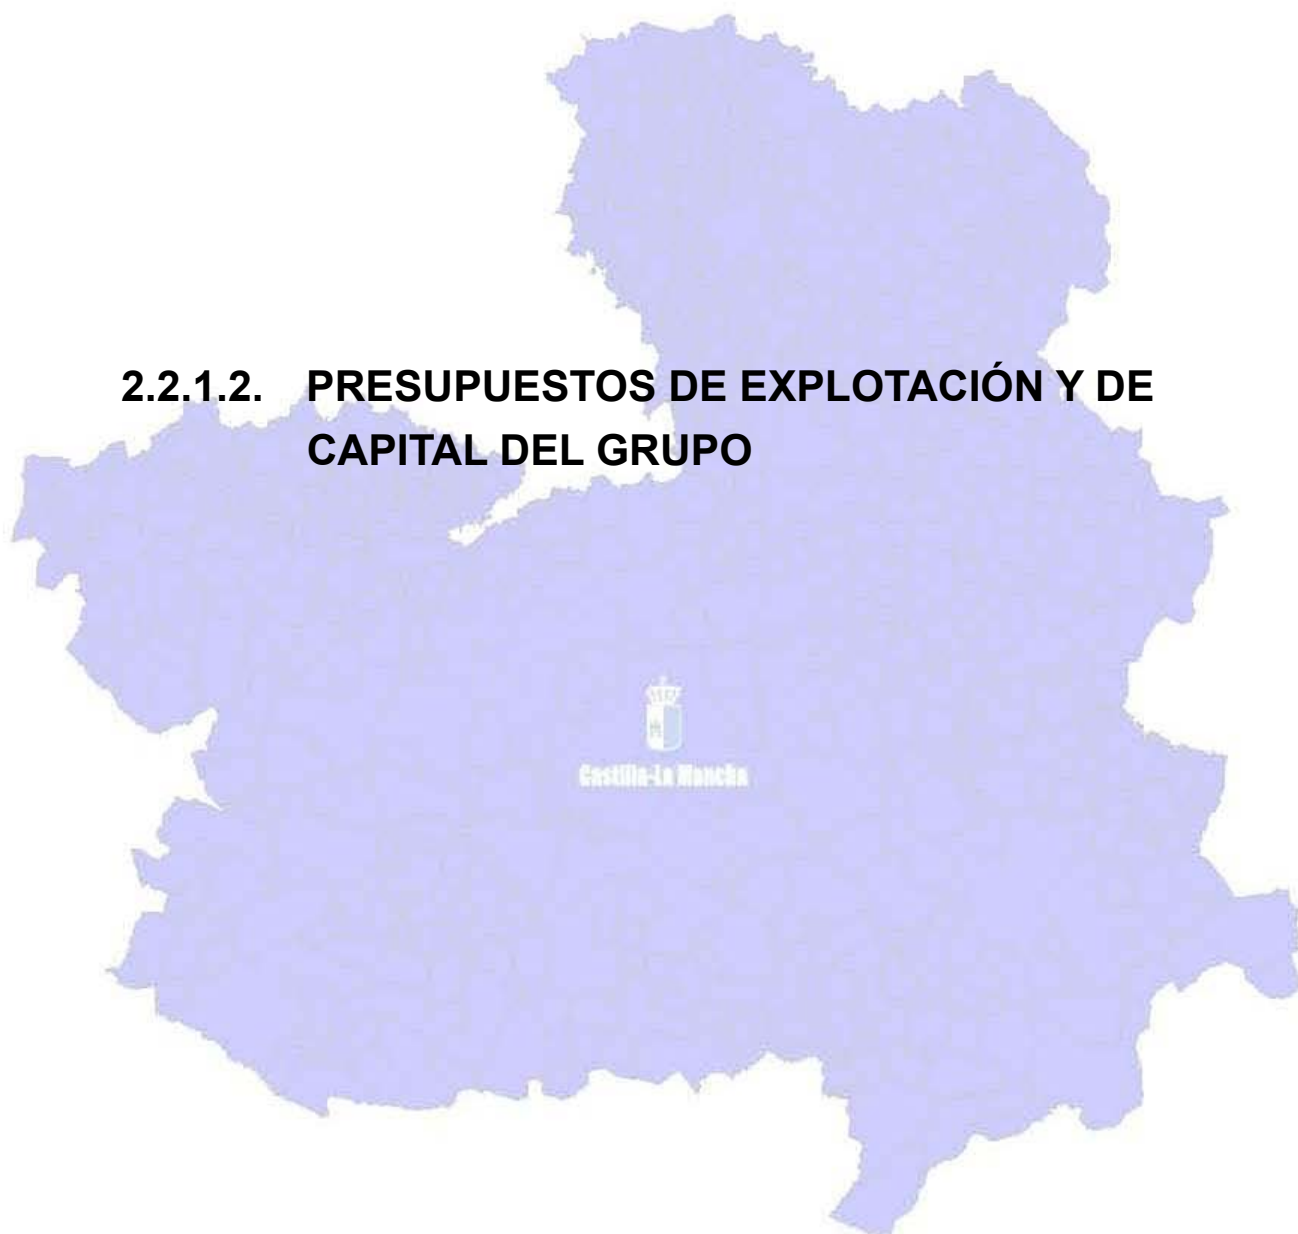 2.2.1.2. PRESUPUESTOS DE EXPLOTACIÓN Y DE
CAPITAL DEL GRUPO
Castilla-La Mancha